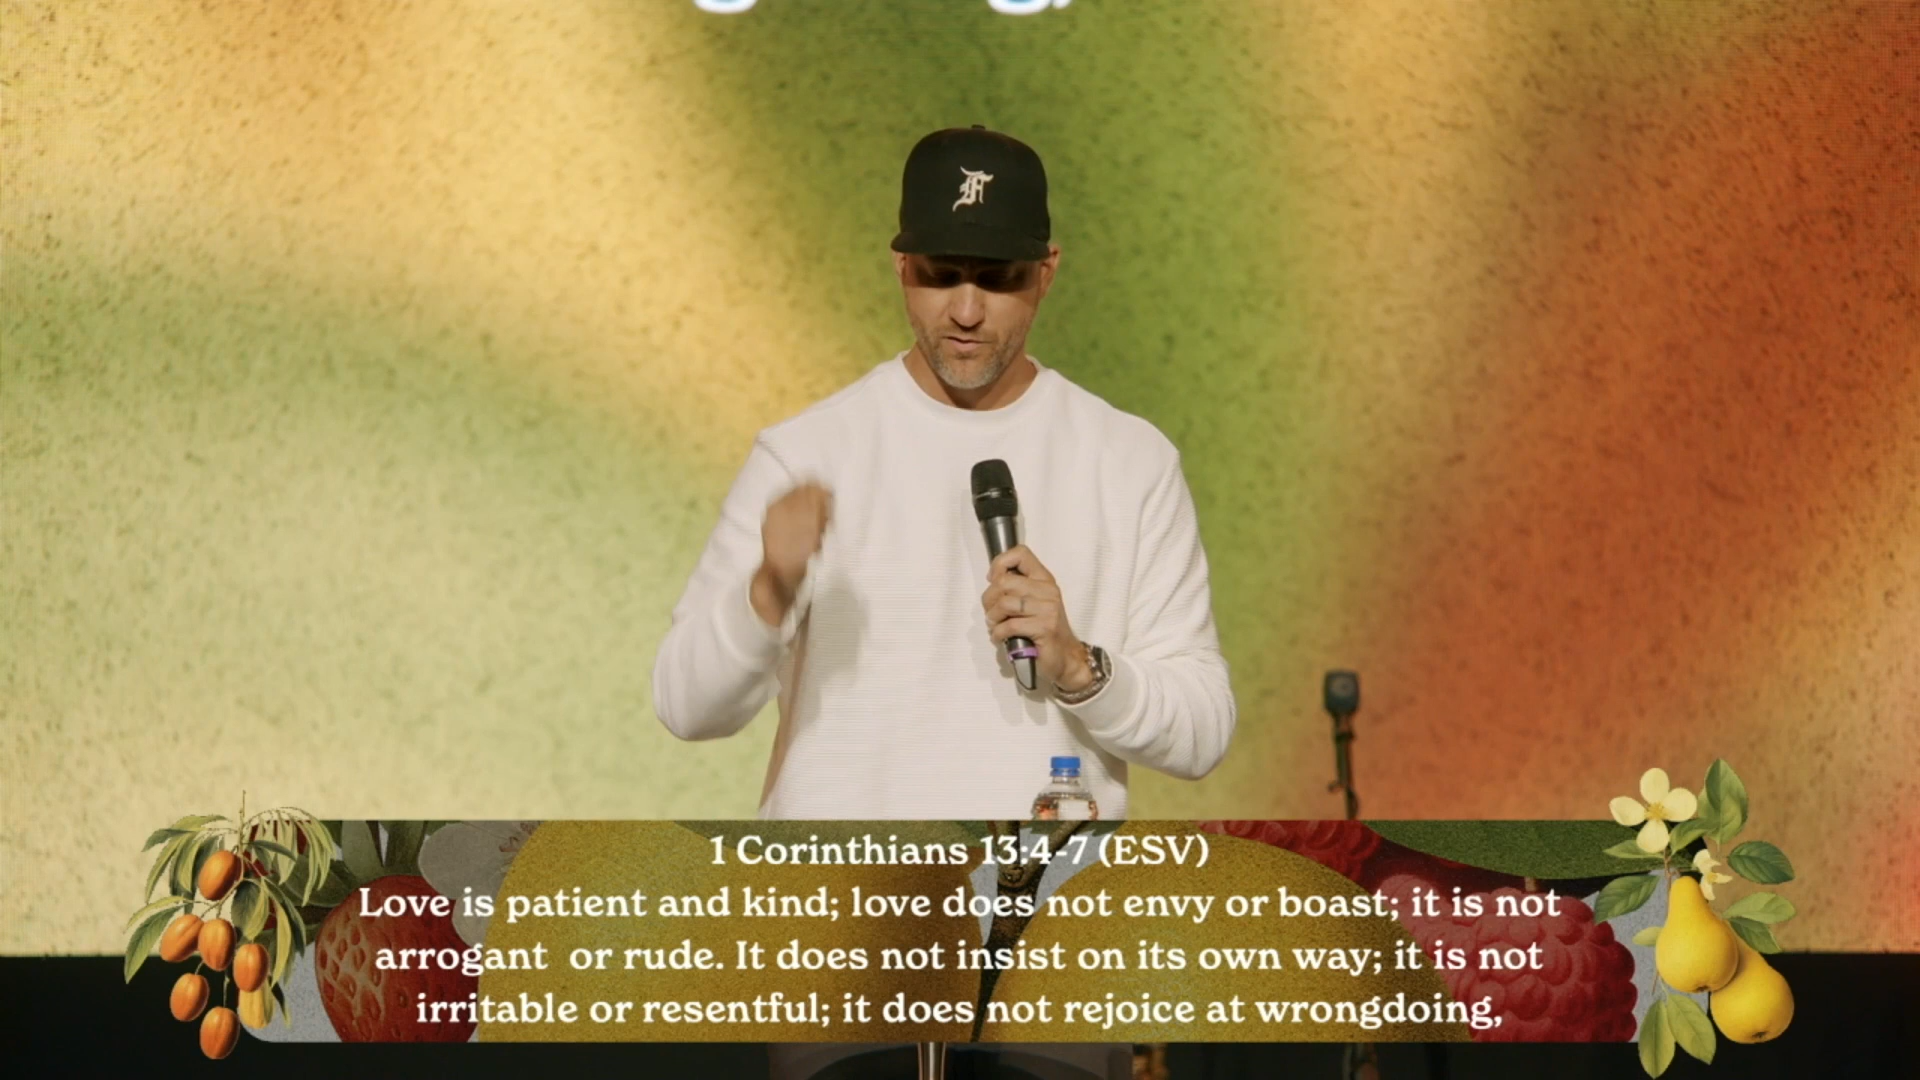 1 Corinthians 13:4-7 (ESV)
Love is patient and kind; love does not envy or boast; it is not
arrogant  or rude. It does not insist on its own way; it is not
irritable or resentful; it does not rejoice at wrongdoing,